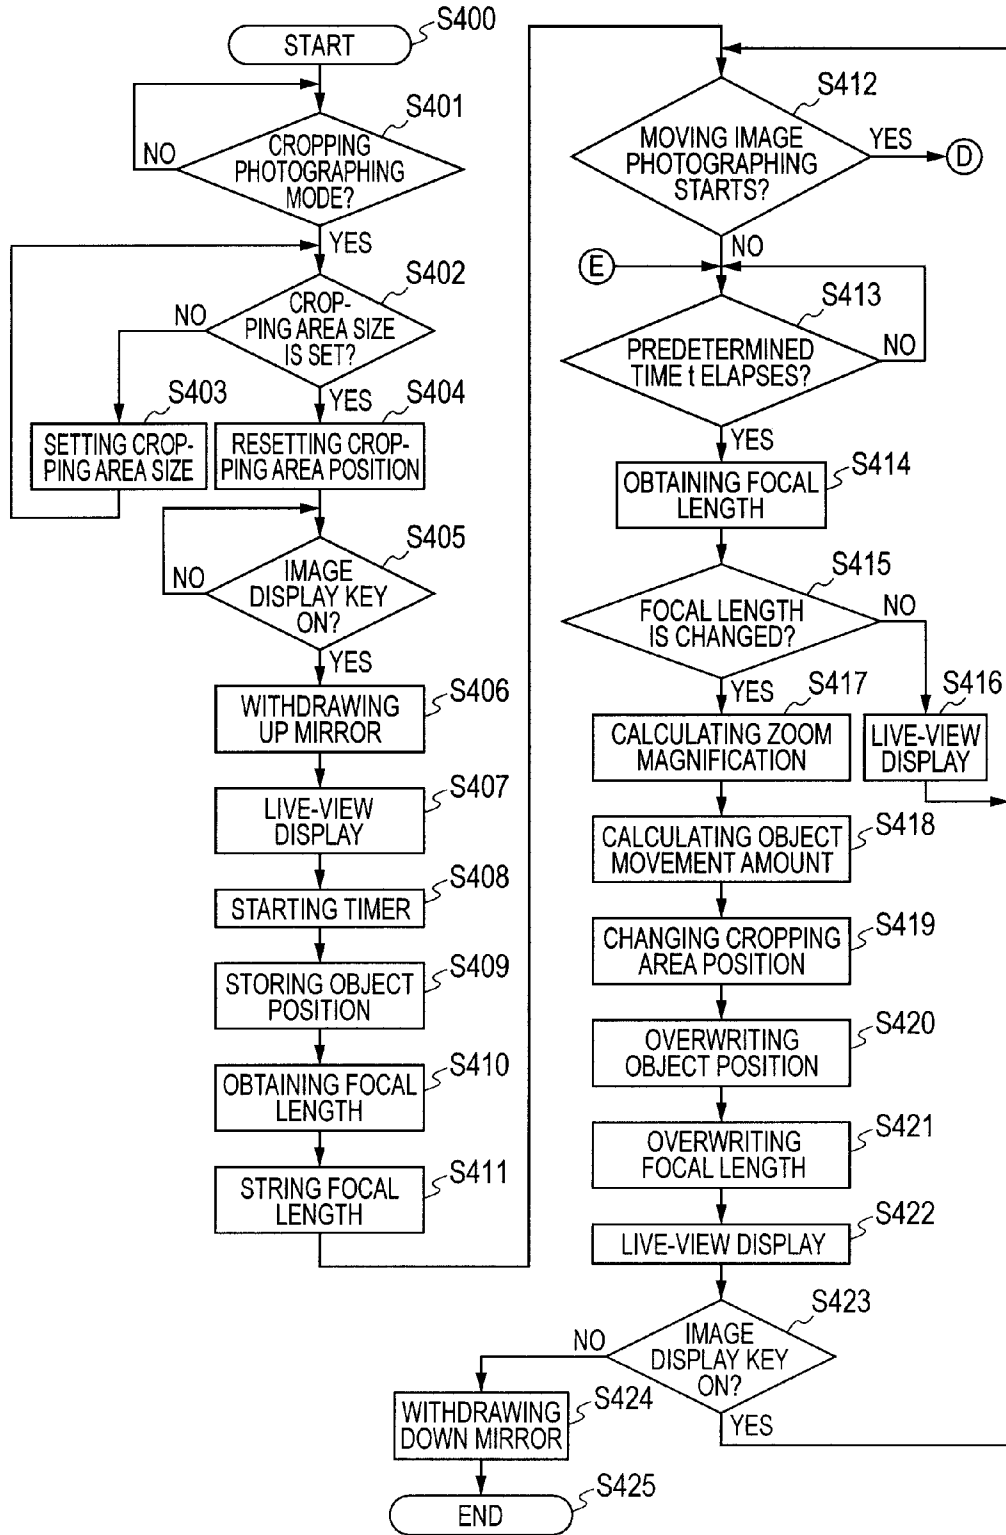 START
S400
CROPPING
PHOTOGRAPHING
MODE?
S401
NO
YES
CROP-
PING AREA SIZE
IS SET?
S402
NO
YES
SETTING CROP-
PING AREA SIZE
S403
RESETTING CROP-
PING AREA POSITION
S404
IMAGE
DISPLAY KEY
ON?
S405
NO
YES
WITHDRAWING
UP MIRROR
S406
LIVE-VIEW
DISPLAY
S407
STARTING TIMER
S408
STORING OBJECT
POSITION
S409
OBTAINING FOCAL
LENGTH
S410
STRING FOCAL
LENGTH
S411
MOVING IMAGE
PHOTOGRAPHING
STARTS?
S412
YES
D
NO
E
PREDETERMINED
TIME t ELAPSES?
S413
NO
YES
OBTAINING FOCAL
LENGTH
S414
FOCAL LENGTH
IS CHANGED?
S415
NO
YES
LIVE-VIEW
DISPLAY
S416
CALCULATING ZOOM
MAGNIFICATION
S417
CALCULATING OBJECT
MOVEMENT AMOUNT
S418
CHANGING CROPPING
AREA POSITION
S419
OVERWRITING
OBJECT POSITION
S420
OVERWRITING
FOCAL LENGTH
S421
LIVE-VIEW DISPLAY
S422
IMAGE
DISPLAY KEY
ON?
S423
NO
YES
WITHDRAWING
DOWN MIRROR
S424
END
S425